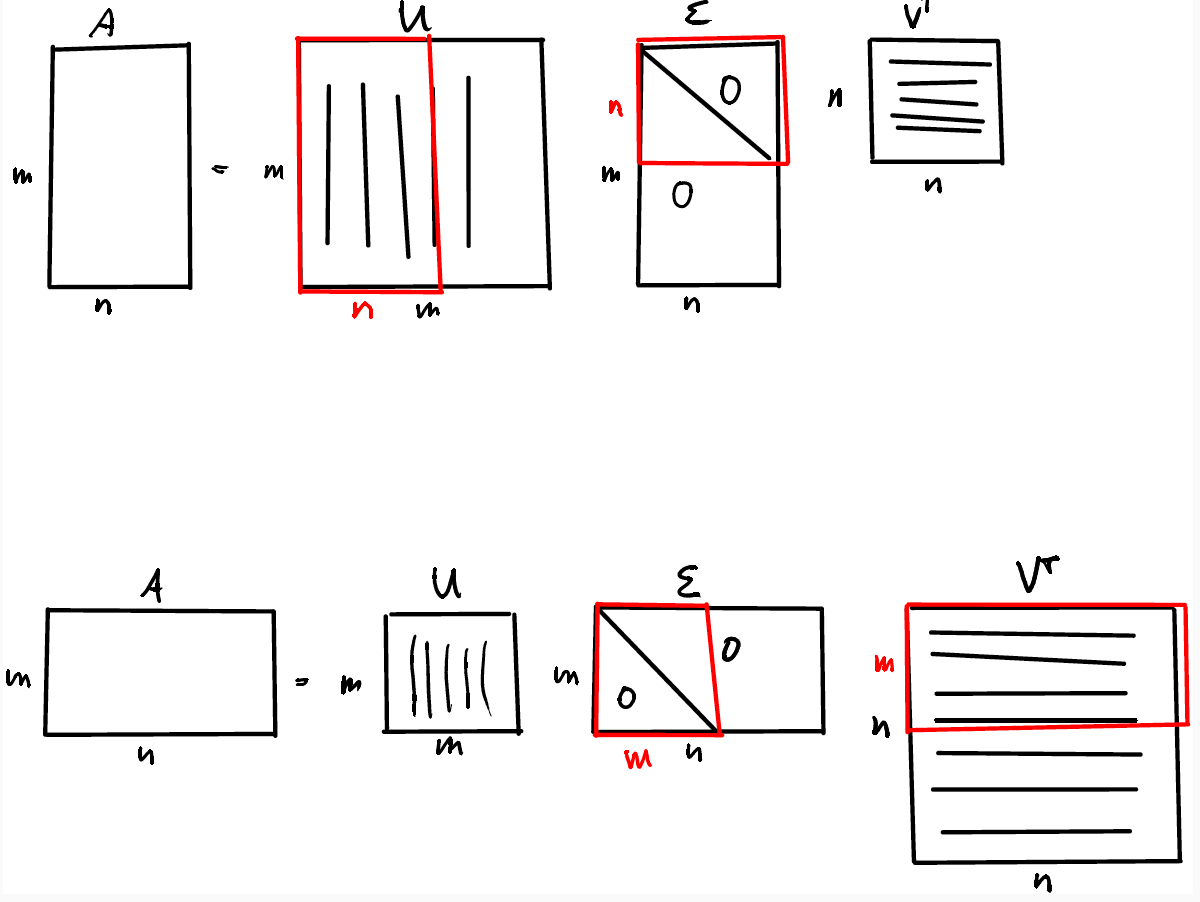 A U Σ Vᵀ
n 0 n
m = m m 0 n
n n m n
A U Σ Vᵀ
m = m m 0 0 m
n
n m m n
n